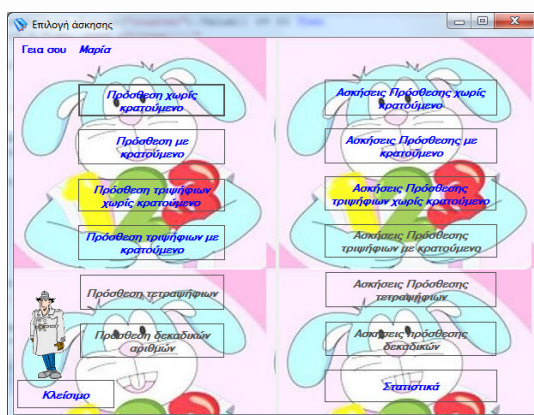 Επιλογή άσκησης
Γεια σου Μαρία
Πρόσθεση χωρίς
κρατούμενο
Πρόσθεση με
κρατούμενο
Πρόσθεση τριψήφιων
χωρίς κρατούμενο
Πρόσθεση τριψήφιων με
κρατούμενο
Πρόσθεση τετραψήφιων
Πρόσθεση δεκαδικών
αριθμών
Κλείσιμο
Ασκήσεις Πρόσθεσης χωρίς
κρατούμενο
Ασκήσεις Πρόσθεσης με
κρατούμενο
Ασκήσεις Πρόσθεσης
τριψήφιων χωρίς κρατούμενο
Ασκήσεις Πρόσθεσης
τριψήφιων με κρατούμενο
Ασκήσεις Πρόσθεσης
τετραψήφιων
Ασκήσεις πρόσθεσης
δεκαδικών
Στατιστικά